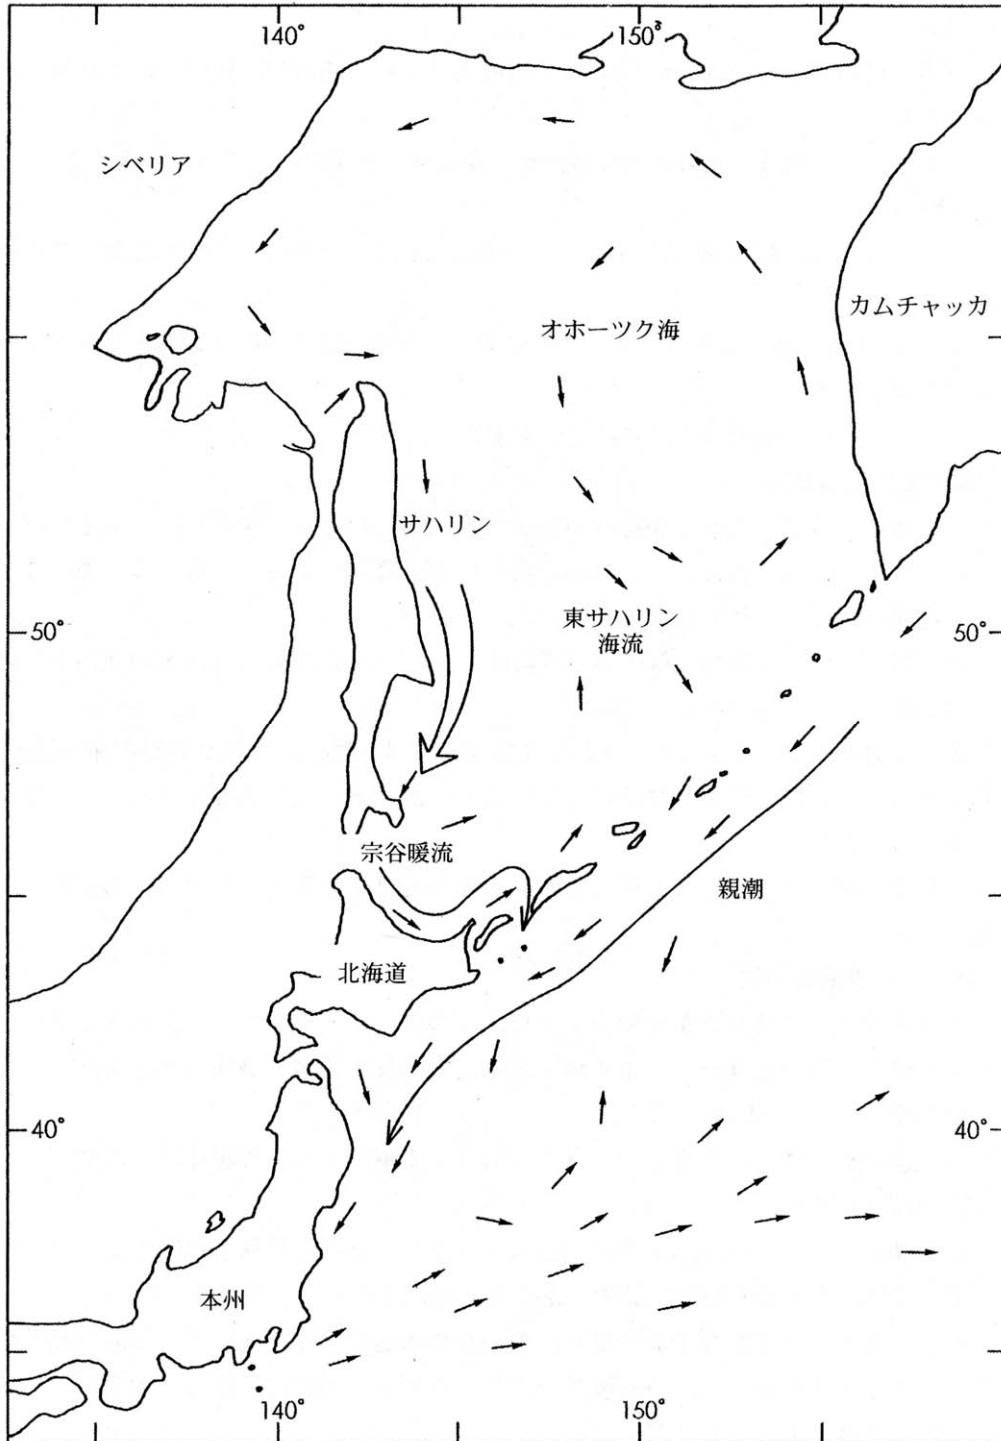 140°
150°
シベリア
カムチャッカ
オホーツク海
サハリン
東サハリン
海流
50°
50°
宗谷暖流
親潮
北海道
40°
40°
本州
140°
150°